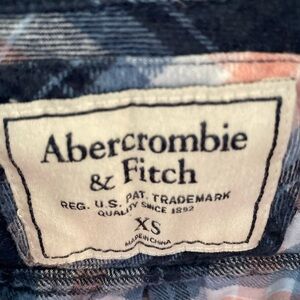 Abercrombie
& Fitch
REG. U.S. PAT. TRADEMARK
QUALITY SINCE 1892
XS
MADE IN CHINA